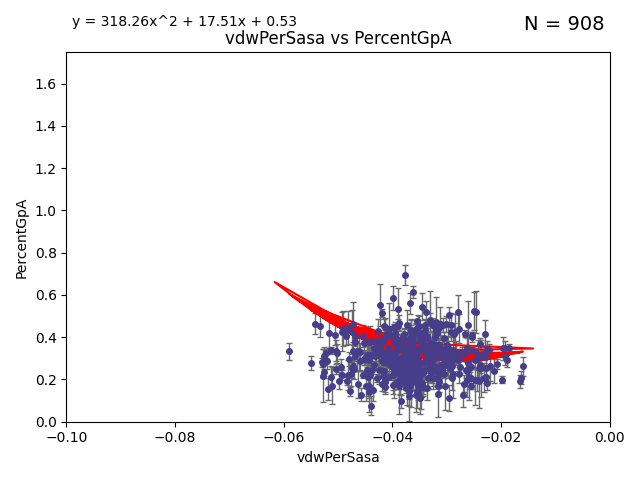 y = 318.26x^2 + 17.51x + 0.53
N = 908
vdwPerSasa vs PercentGpA
PercentGpA
1.6
1.4
1.2
1.0
0.8
0.6
0.4
0.2
0.0
−0.10 −0.08 −0.06 −0.04 −0.02 0.00
vdwPerSasa